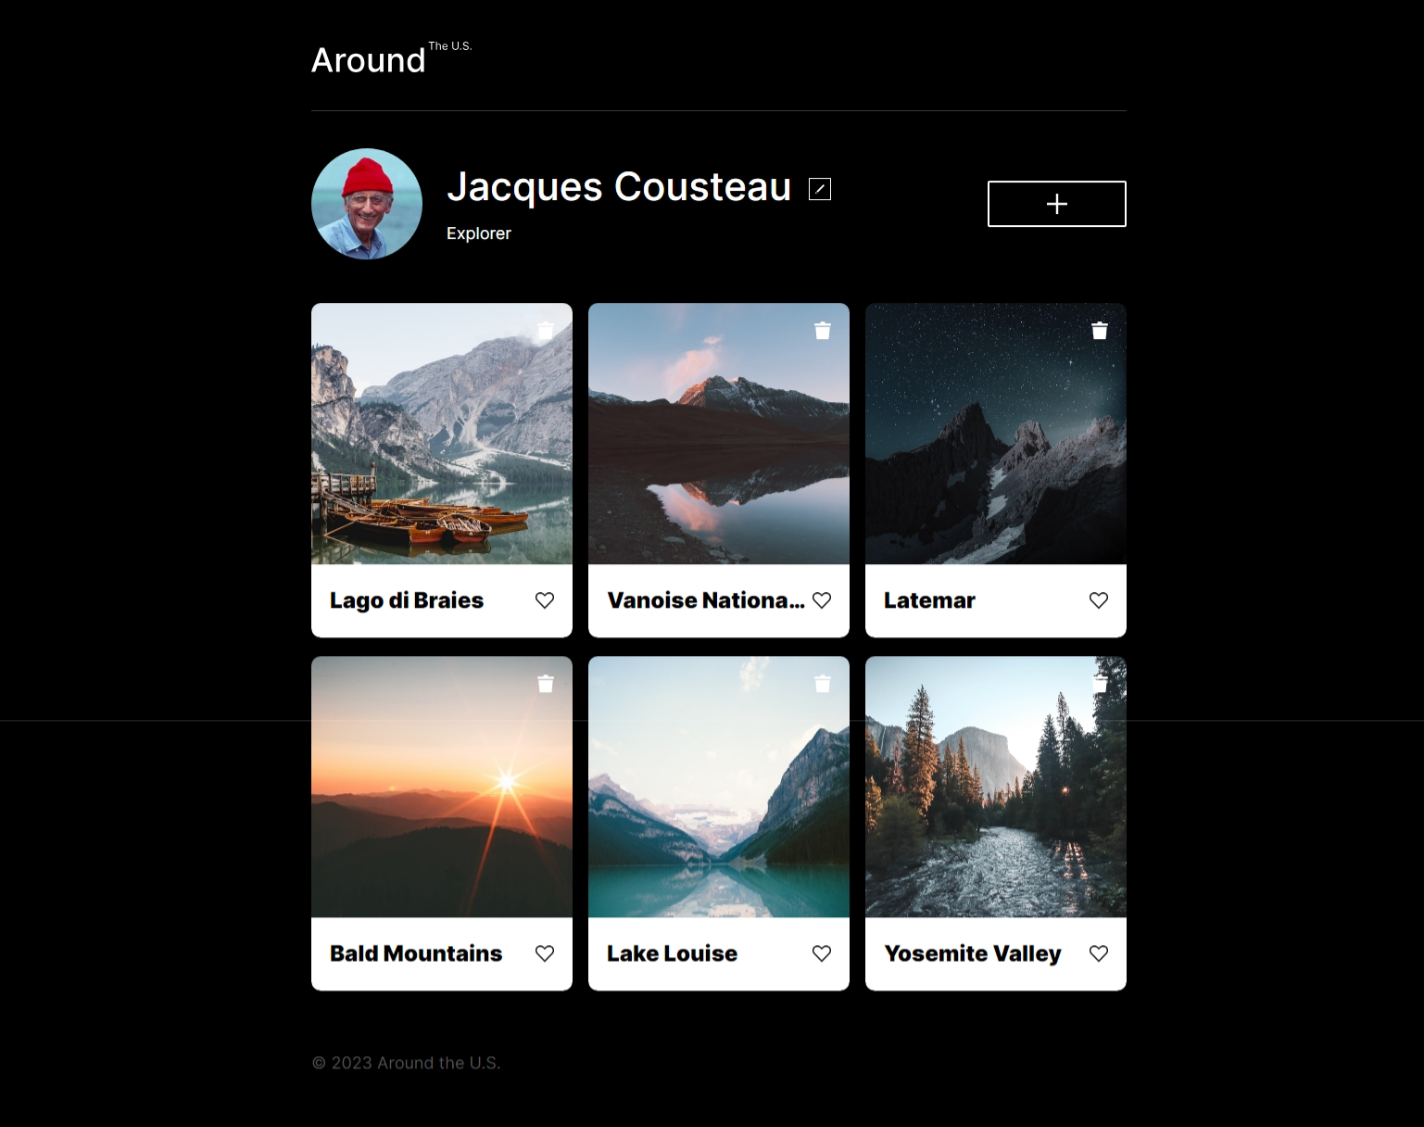 Around The U.S.
Jacques Cousteau
Explorer
Lago di Braies
Vanoise Nationa...
Latemar
Bald Mountains
Lake Louise
Yosemite Valley
© 2023 Around the U.S.